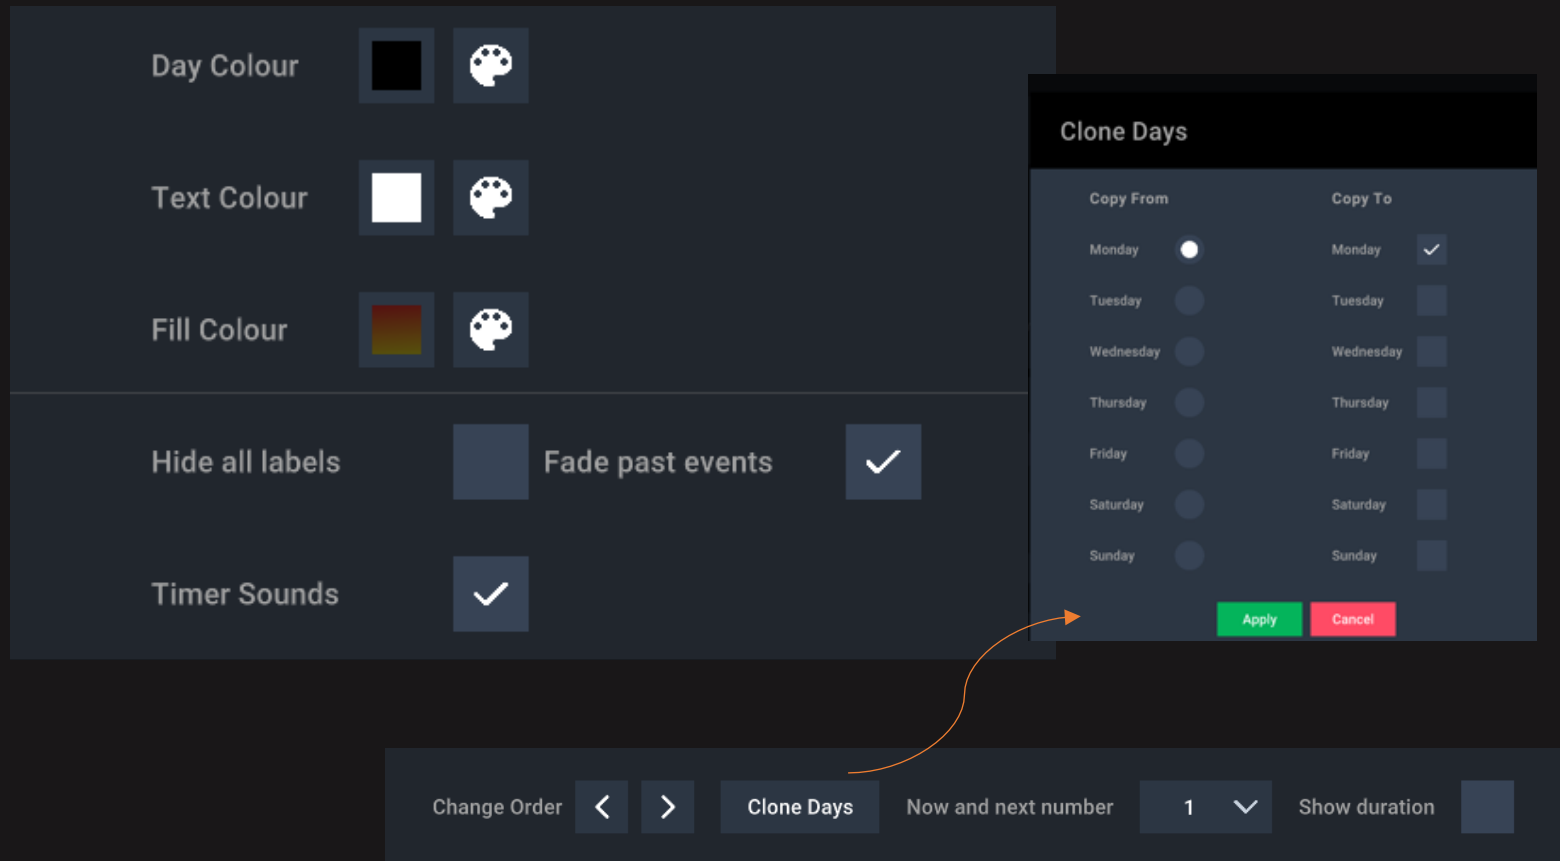 Day Colour
Text Colour
Fill Colour
Hide all labels Fade past events
Timer Sounds
Clone Days
Copy From Copy To
Monday Monday
Tuesday Tuesday
Wednesday Wednesday
Thursday Thursday
Friday Friday
Saturday Saturday
Sunday Sunday
Apply Cancel
Change Order Clone Days Now and next number 1 Show duration